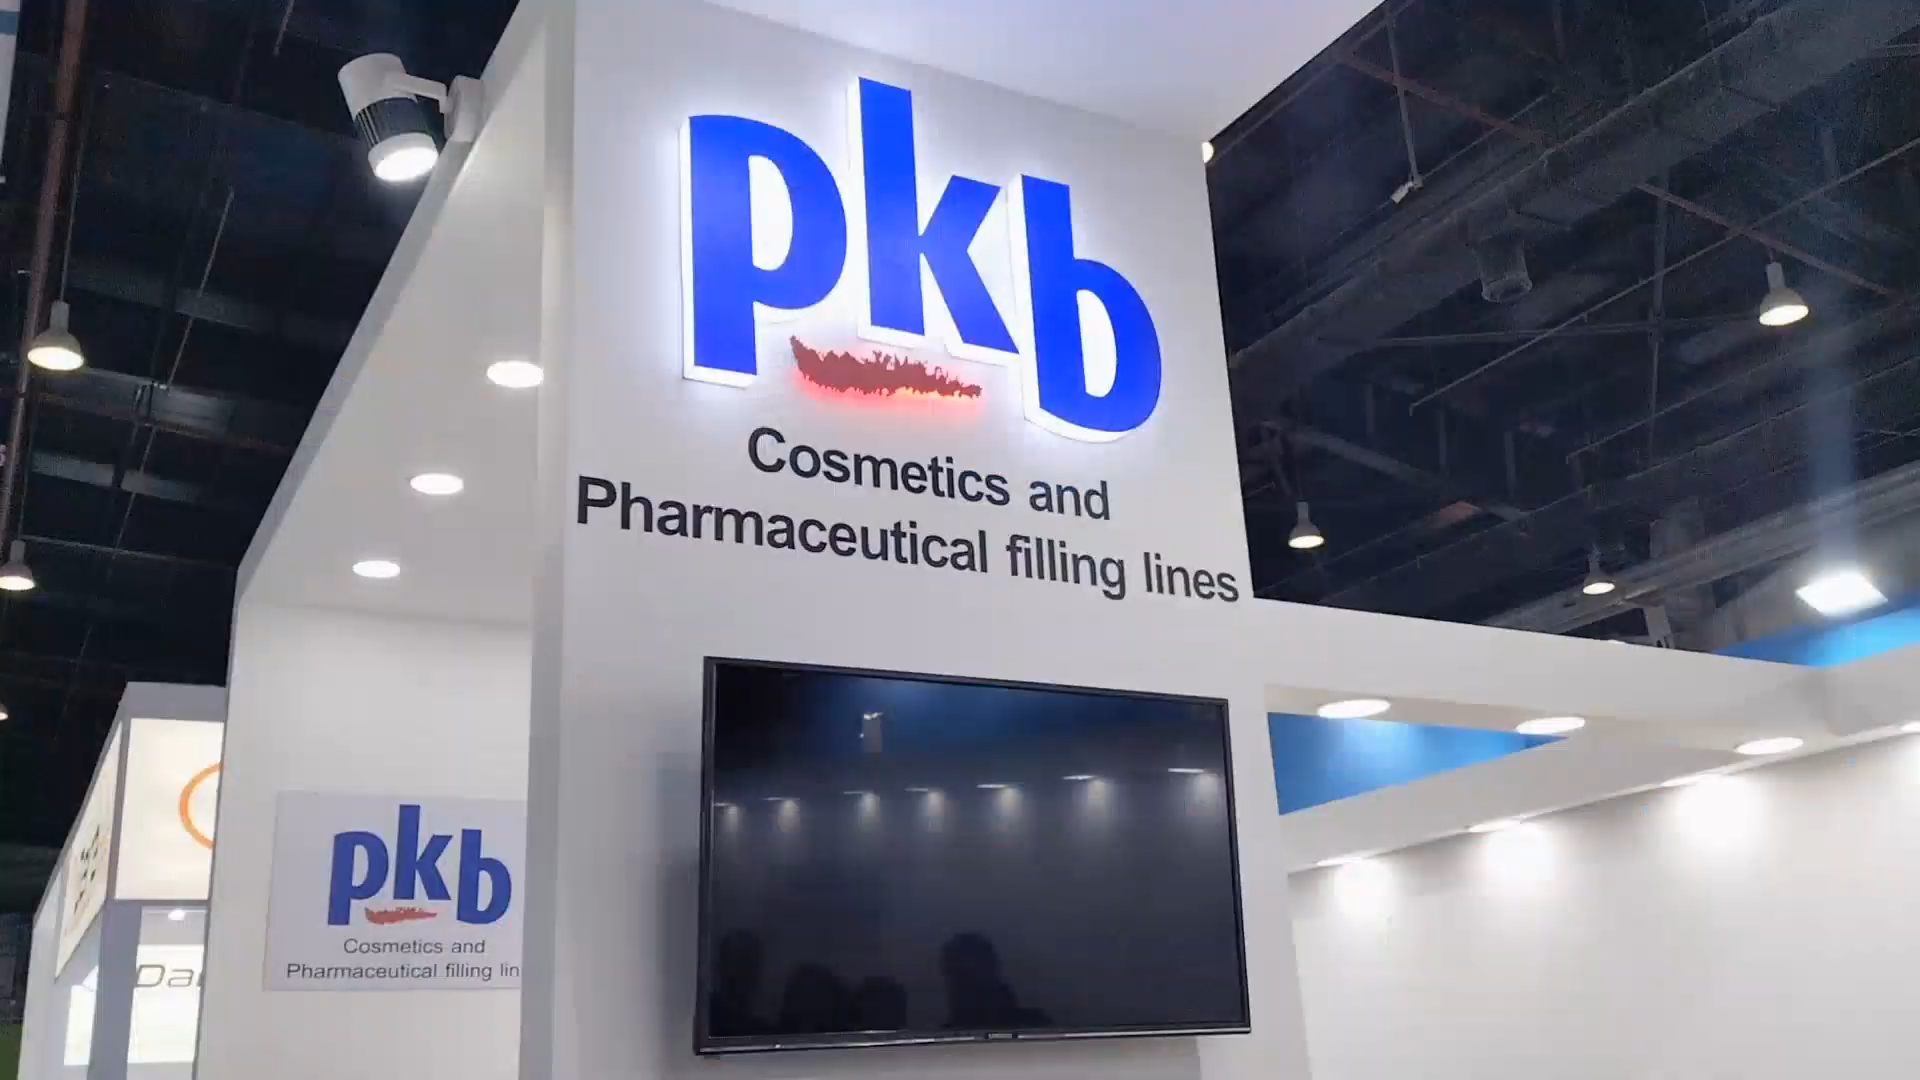 pkb
Cosmetics and
Pharmaceutical filling lines
pkb
Cosmetics and
Pharmaceutical filling lin